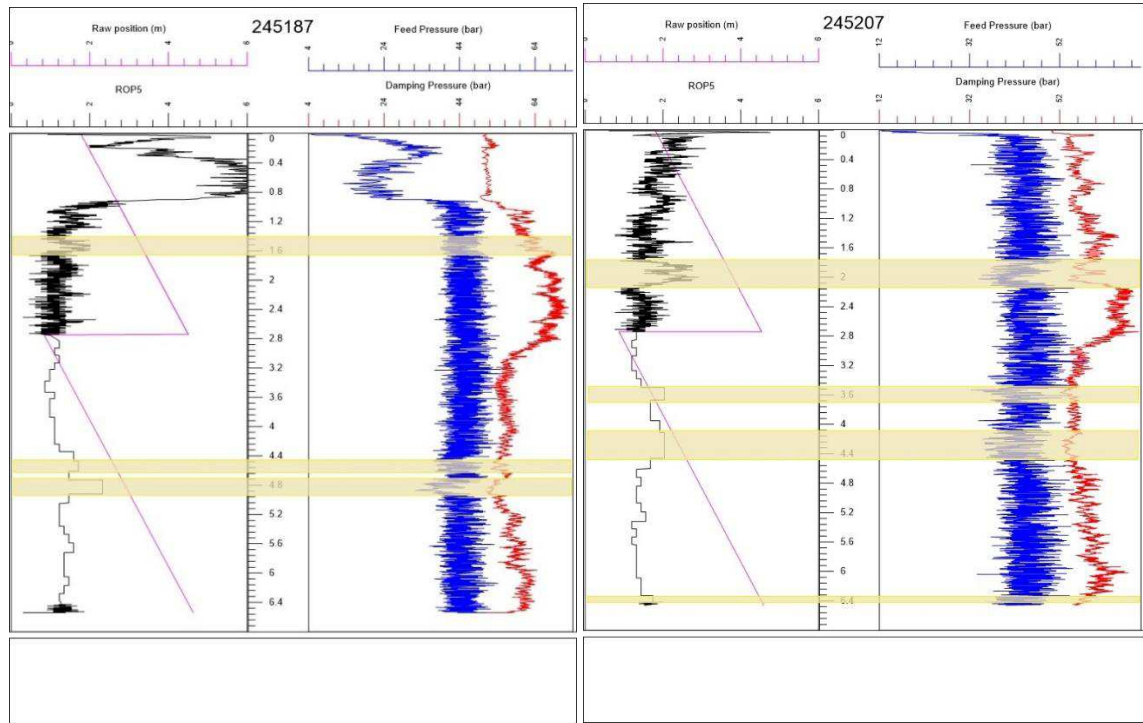 Raw position (m)
245187
Feed Pressure (bar)
0 2 4 6
4 24 44 64
ROP5
Damping Pressure (bar)
0 2 4 6
4 24 44 64
0
0.4
0.8
1.2
1.6
2
2.4
2.8
3.2
3.6
4
4.4
4.8
5.2
5.6
6
6.4
Raw position (m)
245207
Feed Pressure (bar)
0 2 4 6
12 32 52
ROP5
Damping Pressure (bar)
0 2 4 6
12 32 52
0
0.4
0.8
1.2
1.6
2
2.4
2.8
3.2
3.6
4
4.4
4.8
5.2
5.6
6
6.4